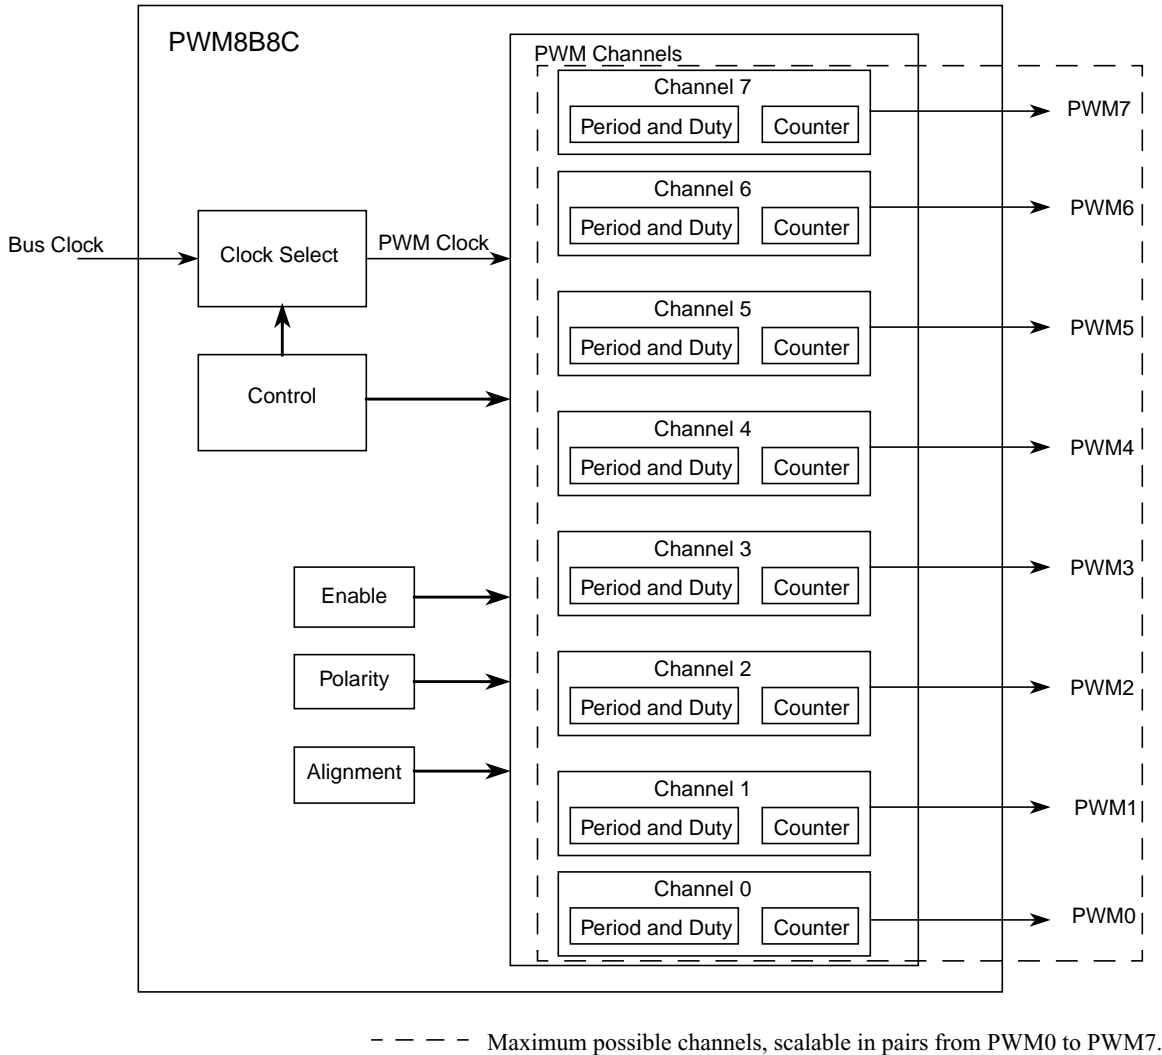 PWM8B8C
PWM Channels
Channel 7
Period and Duty
Counter
PWM7
Channel 6
Period and Duty
Counter
PWM6
Bus Clock
Clock Select
PWM Clock
Channel 5
Period and Duty
Counter
PWM5
Control
Channel 4
Period and Duty
Counter
PWM4
Channel 3
Period and Duty
Counter
PWM3
Enable
Polarity
Channel 2
Period and Duty
Counter
PWM2
Alignment
Channel 1
Period and Duty
Counter
PWM1
Channel 0
Period and Duty
Counter
PWM0
Maximum possible channels, scalable in pairs from PWM0 to PWM7.